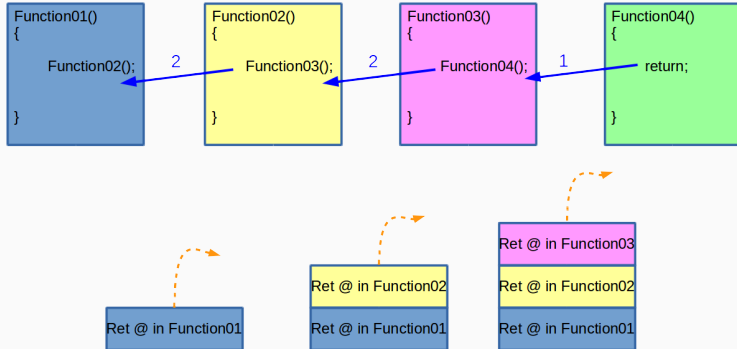 Function01()
{
Function02();
}
Function02()
{
Function03();
}
Function03()
{
Function04();
}
Function04()
{
return;
}
2
2
1
Ret @ in Function01
Ret @ in Function02
Ret @ in Function01
Ret @ in Function03
Ret @ in Function02
Ret @ in Function01